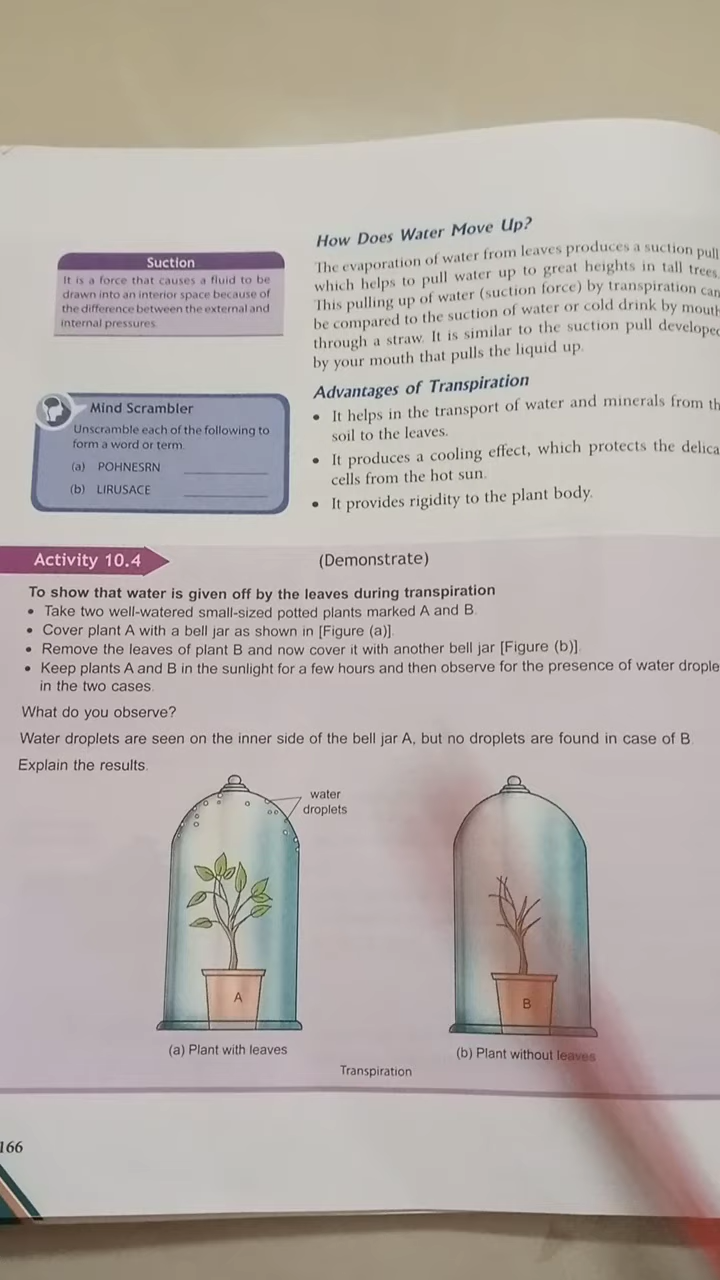 Suction
It is a force that causes a fluid to be
drawn into an interior space because of
the difference between the external and
internal pressures.
Mind Scrambler
Unscramble each of the following to
form a word or term.
(a) POHNESRN
(b) LIRUSACE
How Does Water Move Up?
The evaporation of water from leaves produces a suction pull
which helps to pull water up to great heights in tall trees.
This pulling up of water (suction force) by transpiration can
be compared to the suction of water or cold drink by mouth
through a straw. It is similar to the suction pull developed
by your mouth that pulls the liquid up.
Advantages of Transpiration
• It helps in the transport of water and minerals from th
soil to the leaves.
• It produces a cooling effect, which protects the delica
cells from the hot sun.
• It provides rigidity to the plant body.
Activity 10.4 (Demonstrate)
To show that water is given off by the leaves during transpiration
• Take two well-watered small-sized potted plants marked A and B.
• Cover plant A with a bell jar as shown in [Figure (a)].
• Remove the leaves of plant B and now cover it with another bell jar [Figure (b)].
• Keep plants A and B in the sunlight for a few hours and then observe for the presence of water drople
in the two cases.
What do you observe?
Water droplets are seen on the inner side of the bell jar A, but no droplets are found in case of B.
Explain the results.
water
droplets
A
B
(a) Plant with leaves
(b) Plant without leaves
Transpiration
166